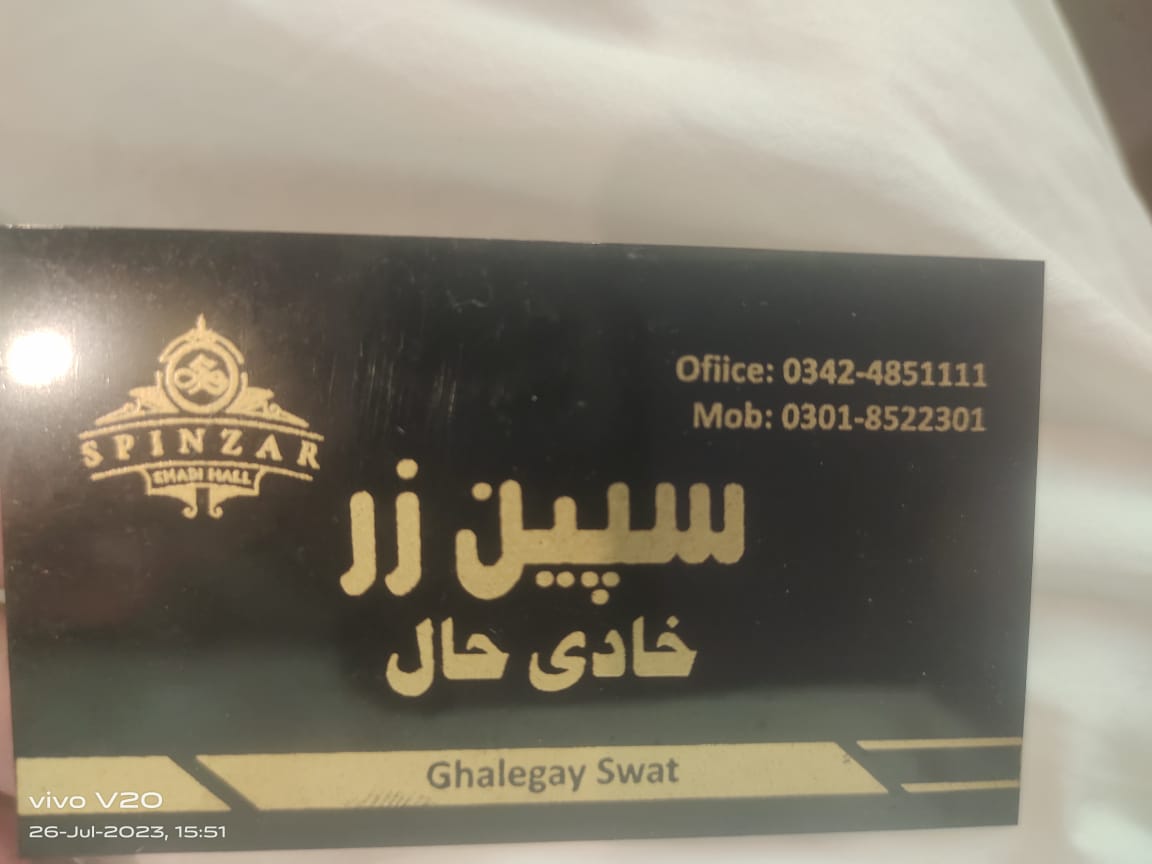 SPINZAR
SHADI HALL
Ofiice: 0342-4851111
Mob: 0301-8522301
سپین زر
خادی حال
Ghalegay Swat
vivo V20
26-Jul-2023, 15:51